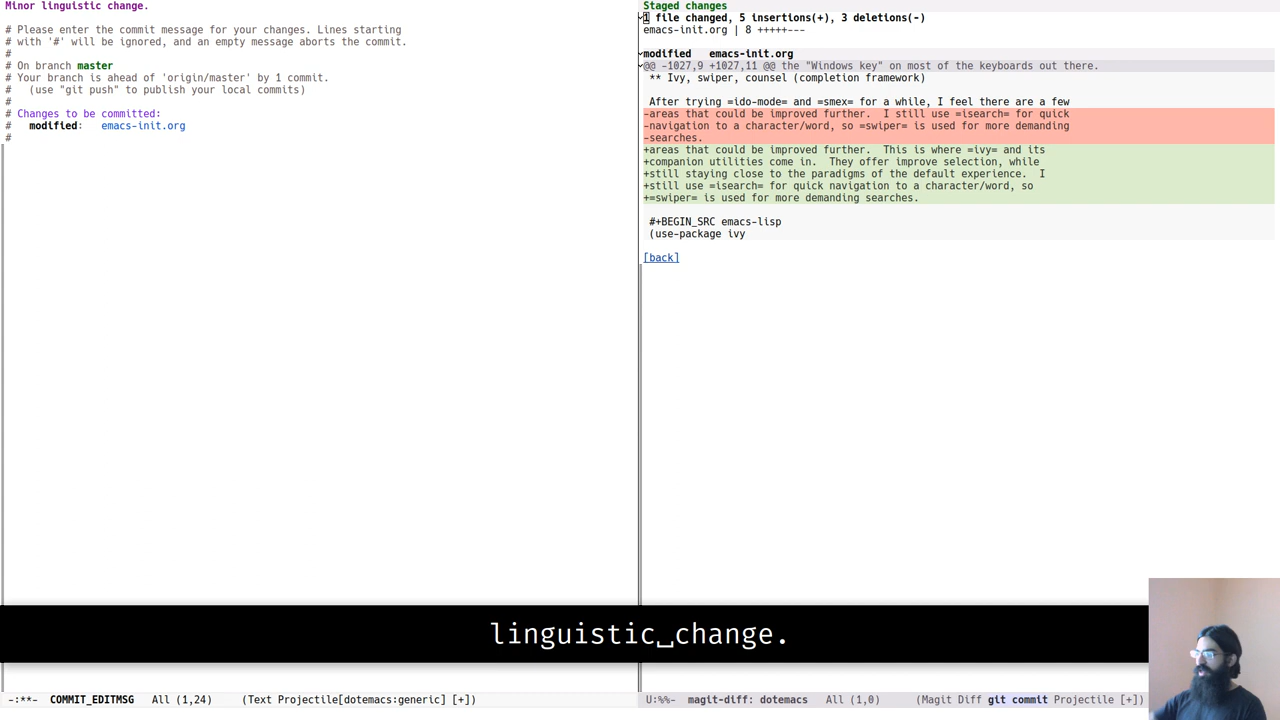 Minor linguistic change.
# Please enter the commit message for your changes. Lines starting
# with '#' will be ignored, and an empty message aborts the commit.
#
# On branch master
# Your branch is ahead of 'origin/master' by 1 commit.
#   (use "git push" to publish your local commits)
#
# Changes to be committed:
#	modified:   emacs-init.org
#
Staged changes
1 file changed, 5 insertions(+), 3 deletions(-)
emacs-init.org | 8 +++++---
modified   emacs-init.org
@@ -1027,9 +1027,11 @@ the "Windows key" on most of the keyboards out there.
** Ivy, swiper, counsel (completion framework)
After trying =ido-mode= and =smex= for a while, I feel there are a few
-areas that could be improved further.  I still use =isearch= for quick
-navigation to a character/word, so =swiper= is used for more demanding
-searches.
+areas that could be improved further.  This is where =ivy= and its
+companion utilities come in.  They offer improve selection, while
+still staying close to the paradigms of the default experience.  I
+still use =isearch= for quick navigation to a character/word, so
+=swiper= is used for more demanding searches.
#+BEGIN_SRC emacs-lisp
(use-package ivy
[back]
linguistic␣change.
-:**-  COMMIT_EDITMSG   All (1,24)     (Text Projectile[dotemacs:generic] [+])
U:%%-  magit-diff: dotemacs   All (1,0)      (Magit Diff git commit Projectile [+])